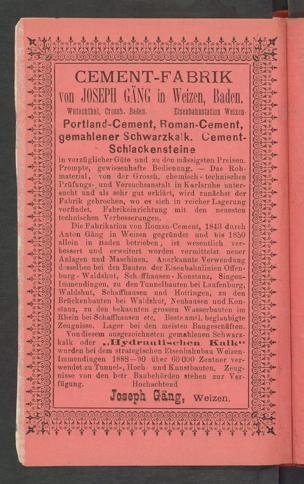 CEMENT-FABRIK
von JOSEPH GÄNG in Weizen, Baden.
Wutachthal, Grossh. Baden. Eisenbahnstation Weizen.
Portland-Cement, Roman-Cement,
gemahlener Schwarzkalk. Cement-
Schlackensteine
in vorzüglicher Güte und zu den mässigsten Preisen.
Prompte, gewissenhafte Bedienung. — Das Roh-
material, von der Grossh. chemisch-technischen
Prüfungs- und Versuchsanstalt in Karlsruhe unter-
sucht und als sehr gut erklärt, wird zunächst der
Fabrik gebrochen, wo es sich in reicher Lagerung
vorfindet. Fabrikeinrichtung mit den neuesten
technischen Verbesserungen.
Die Fabrikation von Roman-Cement, 1843 durch
Anton Gäng in Weizen gegründet und bis 1850
allein in Baden betrieben, ist wesentlich ver-
bessert und erweitert worden vermittelst neuer
Anlagen und Maschinen. Anerkannte Verwendung
desselben bei den Bauten der Eisenbahnlinien Offen-
burg-Waldshut, Schaffhausen-Konstanz, Singen-
Immendingen, zu den Tunnelbauten bei Laufenburg,
Waldshut, Schaffhausen und Hottingen, zu den
Brückenbauten bei Waldshut, Neuhausen und Kon-
stanz, zu den bekannten grossen Wasserbauten im
Rhein bei Schaffhausen etc. Bestens beglaubigte
Zeugnisse. Lager bei den meisten Baugeschäften.
Von diesem ausgezeichneten gemahlenen Schwarz-
kalk oder „Hydraulischen Kalk“
wurden bei dem strategischen Eisenbahnbau Weizen-
Immendingen 1888—90 über 60 000 Zentner ver-
wendet zu Tunnel-, Hoch- und Kunstbauten. Zeug-
nisse von den betr Baubehörden stehen zur Ver-
fügung. Hochachtend
Joseph Gäng, Weizen.